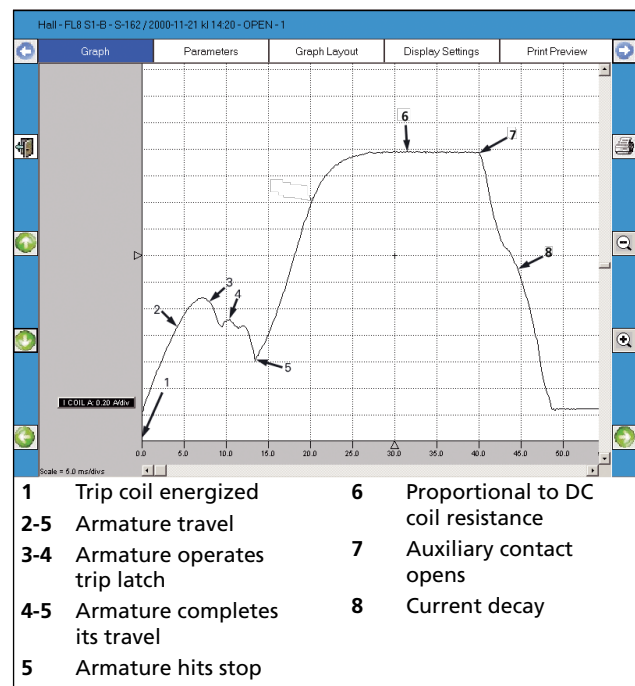 Hall - FL8 S1-B - S-162 / 2000-11-21 kl 14:20 - OPEN - 1
Graph Parameters Graph Layout Display Settings Print Preview
6
7
8
3
2
4
5
1
I COIL A: 0.20 A/div
0.0 5.0 10.0 15.0 20.0 25.0 30.0 35.0 40.0 45.0 50.0
Scale = 5.0 ms/divs
1 Trip coil energized
2-5 Armature travel
3-4 Armature operates
trip latch
4-5 Armature completes
its travel
5 Armature hits stop
6 Proportional to DC
coil resistance
7 Auxiliary contact
opens
8 Current decay